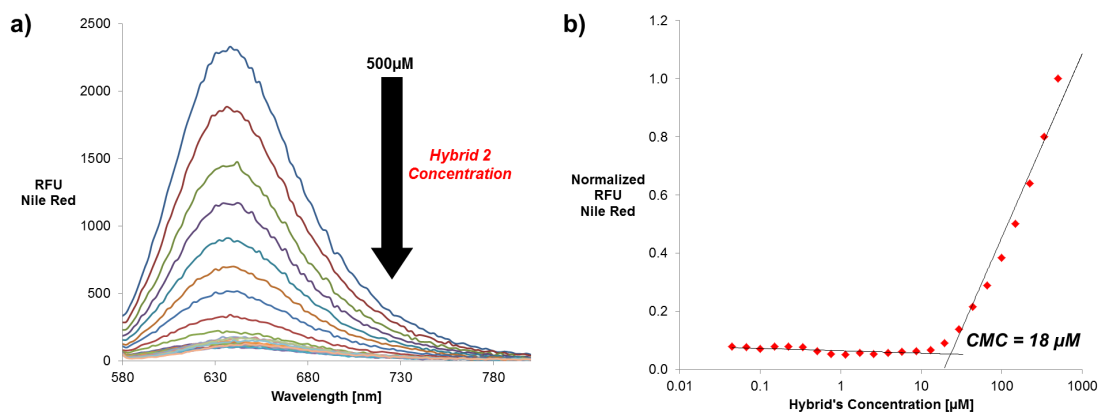 a)
2500
2000
1500
1000
500
0
RFU
Nile Red
500µM
Hybrid 2
Concentration
580
630
680
730
780
Wavelength [nm]
b)
1.2
1.0
0.8
0.6
0.4
0.2
0.0
Normalized
RFU
Nile Red
CMC = 18 µM
0.01
0.1
1
10
100
1000
Hybrid's Concentration [µM]